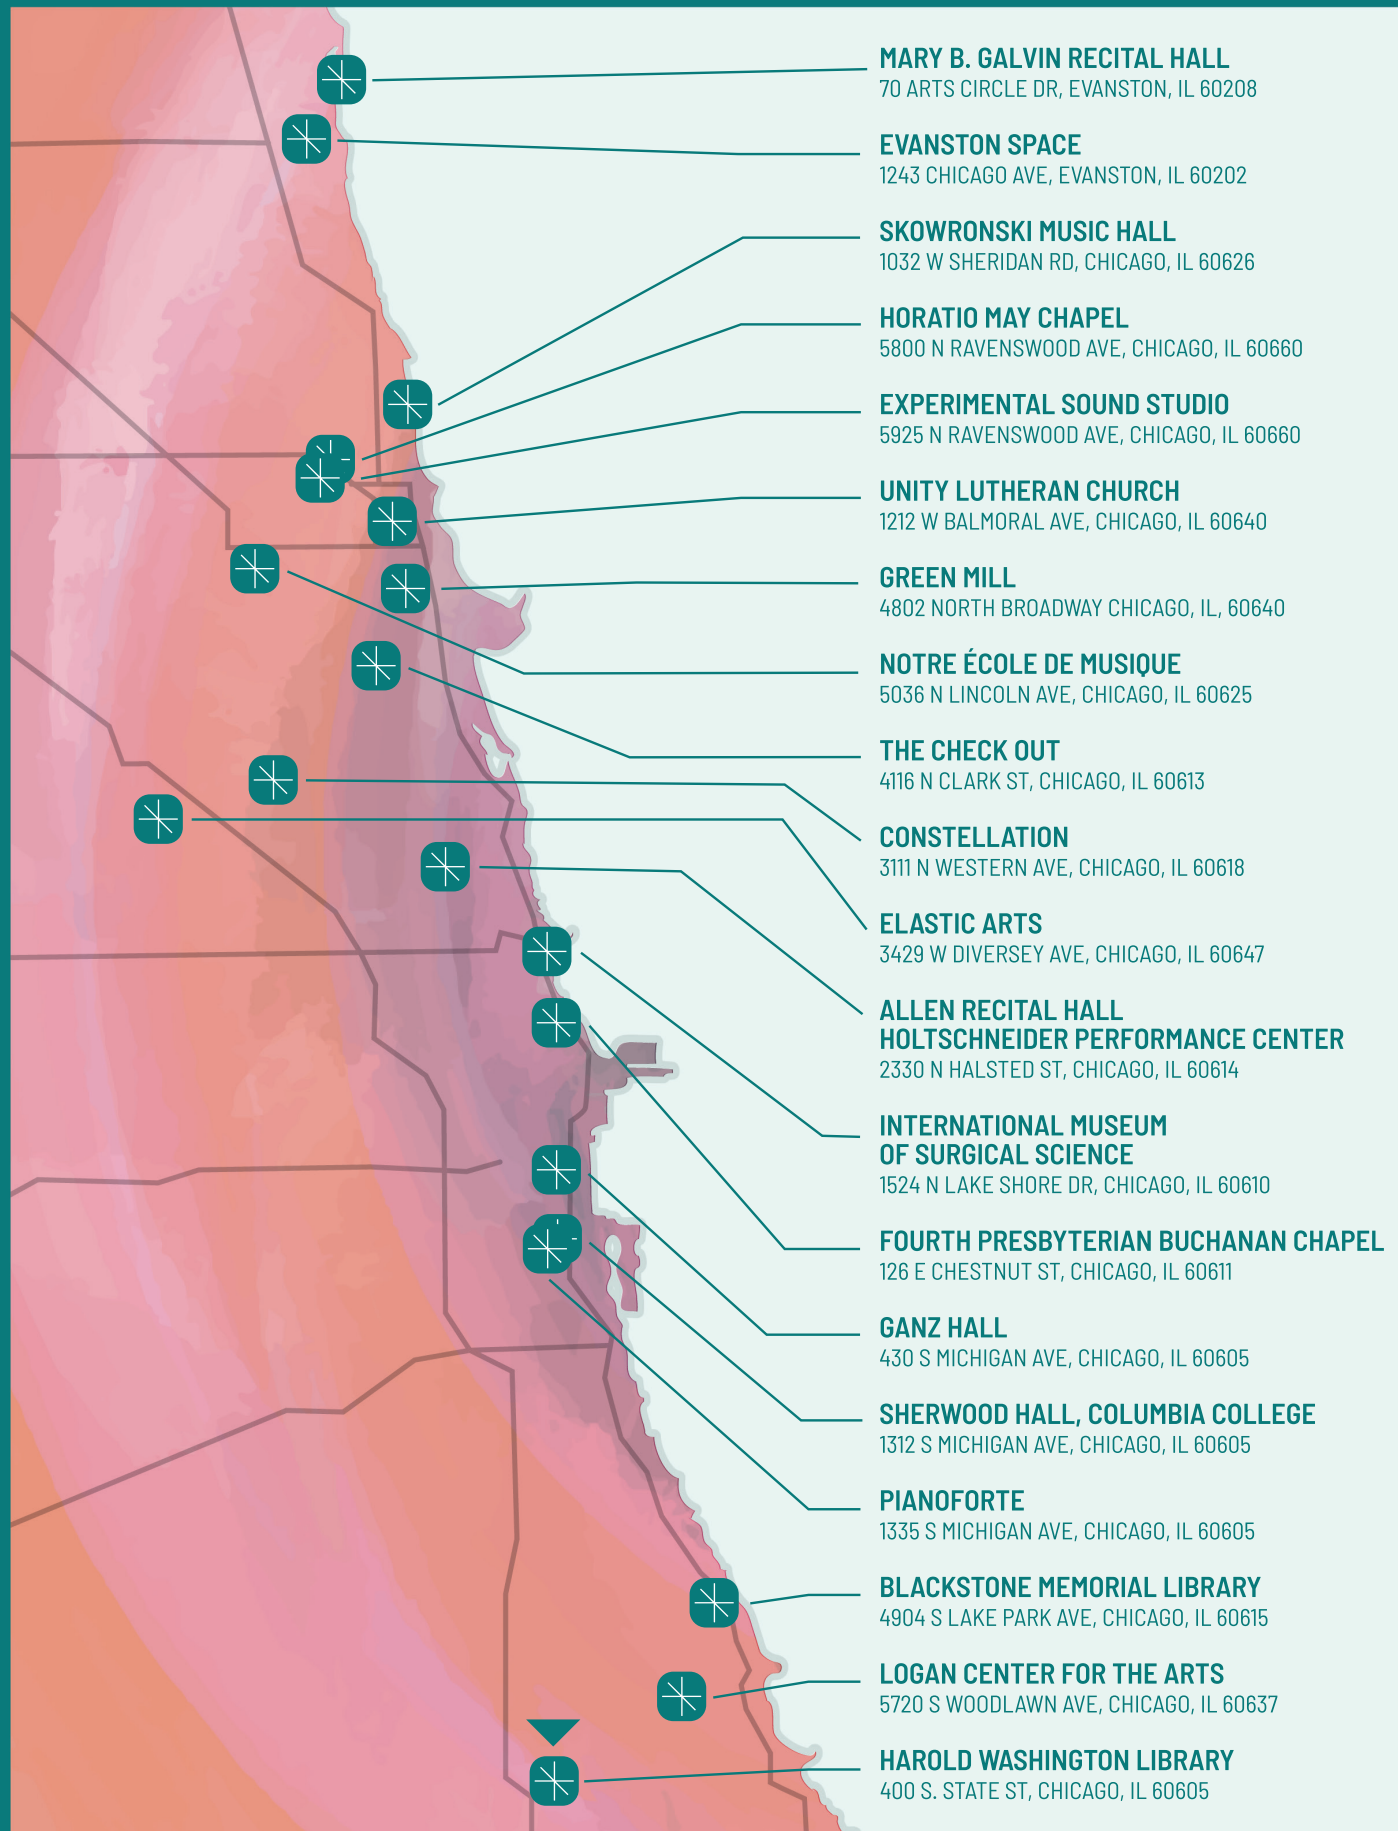 MARY B. GALVIN RECITAL HALL
70 ARTS CIRCLE DR, EVANSTON, IL 60208
EVANSTON SPACE
1243 CHICAGO AVE, EVANSTON, IL 60202
SKOWRONSKI MUSIC HALL
1032 W SHERIDAN RD, CHICAGO, IL 60626
HORATIO MAY CHAPEL
5800 N RAVENSWOOD AVE, CHICAGO, IL 60660
EXPERIMENTAL SOUND STUDIO
5925 N RAVENSWOOD AVE, CHICAGO, IL 60660
UNITY LUTHERAN CHURCH
1212 W BALMORAL AVE, CHICAGO, IL 60640
GREEN MILL
4802 NORTH BROADWAY CHICAGO, IL, 60640
NOTRE ÉCOLE DE MUSIQUE
5036 N LINCOLN AVE, CHICAGO, IL 60625
THE CHECK OUT
4116 N CLARK ST, CHICAGO, IL 60613
CONSTELLATION
3111 N WESTERN AVE, CHICAGO, IL 60618
ELASTIC ARTS
3429 W DIVERSEY AVE, CHICAGO, IL 60647
ALLEN RECITAL HALL
HOLTSCHNEIDER PERFORMANCE CENTER
2330 N HALSTED ST, CHICAGO, IL 60614
INTERNATIONAL MUSEUM
OF SURGICAL SCIENCE
1524 N LAKE SHORE DR, CHICAGO, IL 60610
FOURTH PRESBYTERIAN BUCHANAN CHAPEL
126 E CHESTNUT ST, CHICAGO, IL 60611
GANZ HALL
430 S MICHIGAN AVE, CHICAGO, IL 60605
SHERWOOD HALL, COLUMBIA COLLEGE
1312 S MICHIGAN AVE, CHICAGO, IL 60605
PIANOFORTE
1335 S MICHIGAN AVE, CHICAGO, IL 60605
BLACKSTONE MEMORIAL LIBRARY
4904 S LAKE PARK AVE, CHICAGO, IL 60615
LOGAN CENTER FOR THE ARTS
5720 S WOODLAWN AVE, CHICAGO, IL 60637
HAROLD WASHINGTON LIBRARY
400 S. STATE ST, CHICAGO, IL 60605